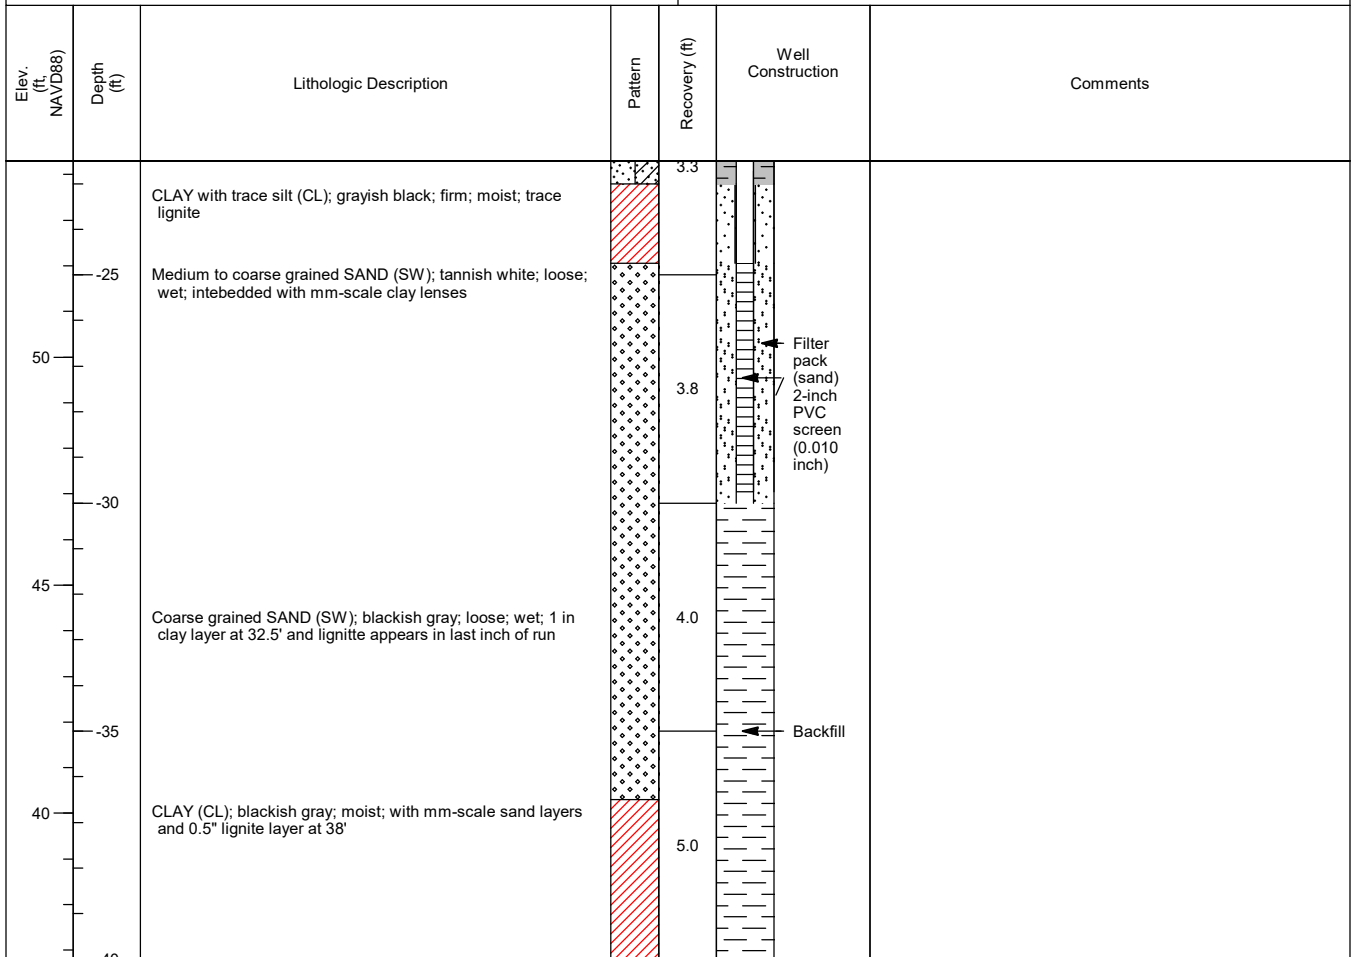 Elev.
(ft,
NAVD88)
Depth
(ft)
Lithologic Description
Pattern
Recovery (ft)
Well
Construction
Comments
3.3
CLAY with trace silt (CL); grayish black; firm; moist; trace
lignite
-25
Medium to coarse grained SAND (SW); tannish white; loose;
wet; intebedded with mm-scale clay lenses
50
3.8
Filter
pack
(sand)
2-inch
PVC
screen
(0.010
inch)
-30
45
Coarse grained SAND (SW); blackish gray; loose; wet; 1 in
clay layer at 32.5' and lignitte appears in last inch of run
4.0
-35
Backfill
40
CLAY (CL); blackish gray; moist; with mm-scale sand layers
and 0.5" lignite layer at 38'
5.0